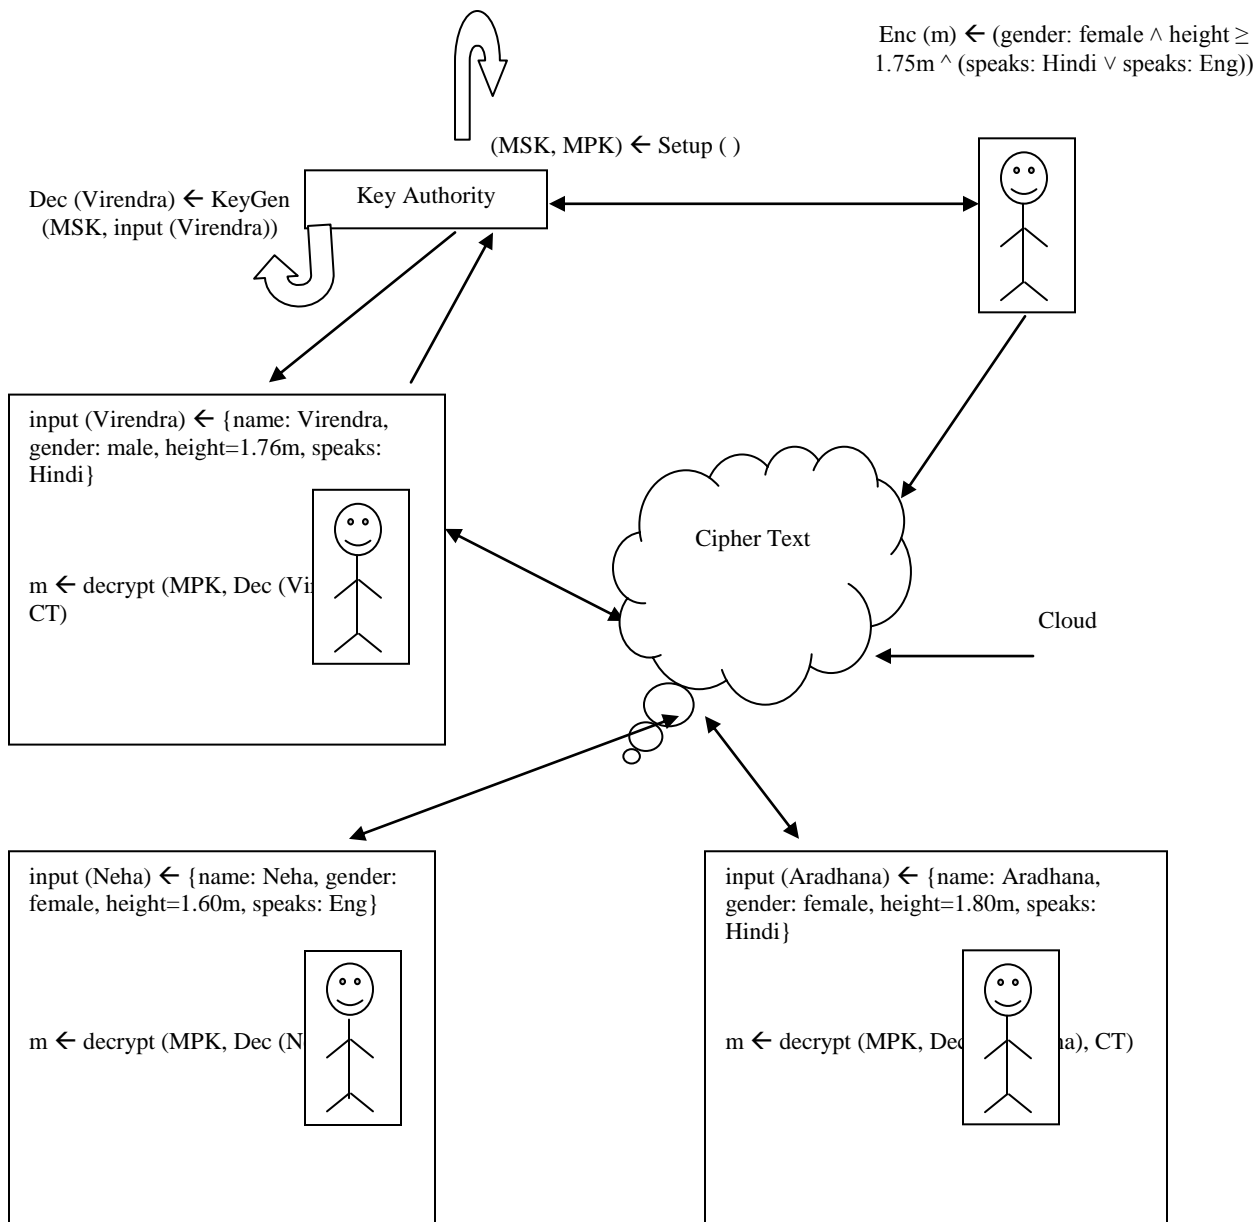 Enc (m) ← (gender: female ^ height ≥
1.75m ^ (speaks: Hindi ˅ speaks: Eng))
(MSK, MPK) ← Setup ( )
Dec (Virendra) ← KeyGen
(MSK, input (Virendra))
Key Authority
input (Virendra) ← {name: Virendra,
gender: male, height=1.76m, speaks:
Hindi}
m ← decrypt (MPK, Dec
CT)
Cipher Text
Cloud
input (Neha) ← {name: Neha, gender:
female, height=1.60m, speaks: Eng}
m ← decrypt (MPK, Dec
input (Aradhana) ← {name: Aradhana,
gender: female, height=1.80m, speaks:
Hindi}
m ← decrypt (MPK, CT)